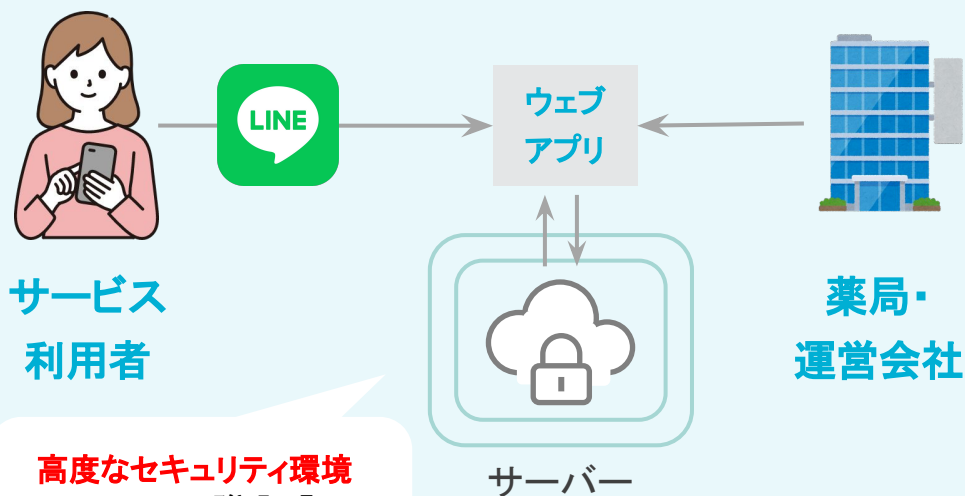 LINE
ウェブ
アプリ
サービス
利用者
薬局・
運営会社
高度なセキュリティ環境
サーバー